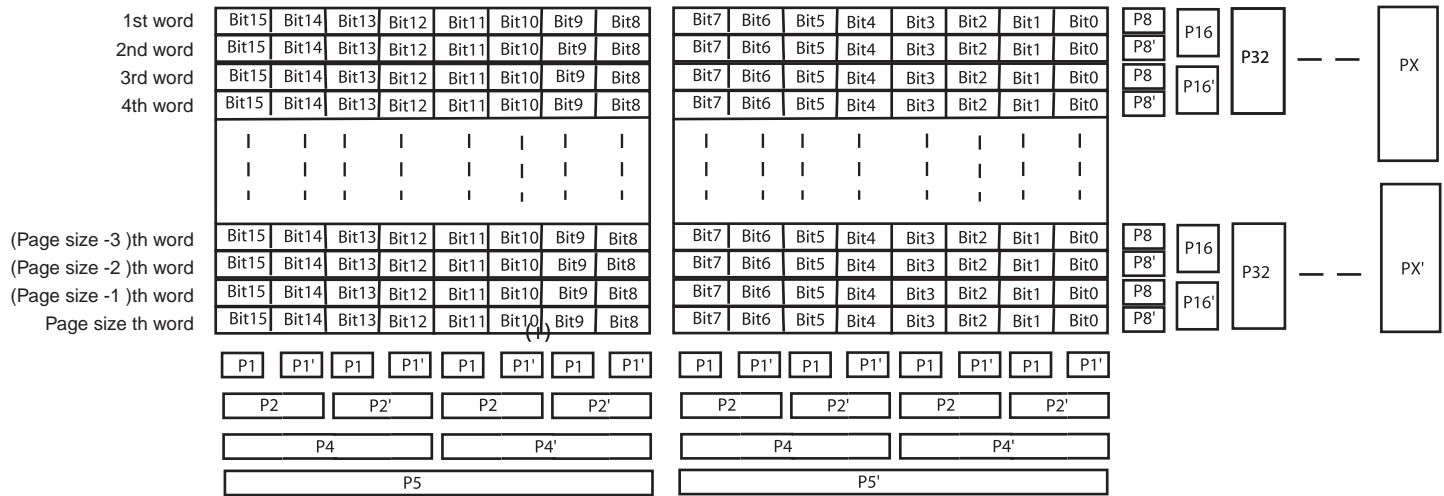 1st word Bit15 Bit14 Bit13 Bit12 Bit11 Bit10 Bit9 Bit8 Bit7 Bit6 Bit5 Bit4 Bit3 Bit2 Bit1 Bit0 P8 P16 P32 PX
2nd word Bit15 Bit14 Bit13 Bit12 Bit11 Bit10 Bit9 Bit8 Bit7 Bit6 Bit5 Bit4 Bit3 Bit2 Bit1 Bit0 P8'
3rd word Bit15 Bit14 Bit13 Bit12 Bit11 Bit10 Bit9 Bit8 Bit7 Bit6 Bit5 Bit4 Bit3 Bit2 Bit1 Bit0 P8 P16'
4th word Bit15 Bit14 Bit13 Bit12 Bit11 Bit10 Bit9 Bit8 Bit7 Bit6 Bit5 Bit4 Bit3 Bit2 Bit1 Bit0 P8'
(Page size -3 )th word Bit15 Bit14 Bit13 Bit12 Bit11 Bit10 Bit9 Bit8 Bit7 Bit6 Bit5 Bit4 Bit3 Bit2 Bit1 Bit0 P8 P16 P32 PX'
(Page size -2 )th word Bit15 Bit14 Bit13 Bit12 Bit11 Bit10 Bit9 Bit8 Bit7 Bit6 Bit5 Bit4 Bit3 Bit2 Bit1 Bit0 P8'
(Page size -1 )th word Bit15 Bit14 Bit13 Bit12 Bit11 Bit10 Bit9 Bit8 Bit7 Bit6 Bit5 Bit4 Bit3 Bit2 Bit1 Bit0 P8 P16'
Page size th word Bit15 Bit14 Bit13 Bit12 Bit11 Bit10 Bit9 Bit8 Bit7 Bit6 Bit5 Bit4 Bit3 Bit2 Bit1 Bit0 P8'
P1 P1' P1 P1' P1 P1' P1 P1' P1 P1' P1 P1' P1 P1' P1 P1'
P2 P2' P2 P2' P2 P2' P2 P2'
P4 P4' P4 P4'
P5 P5'